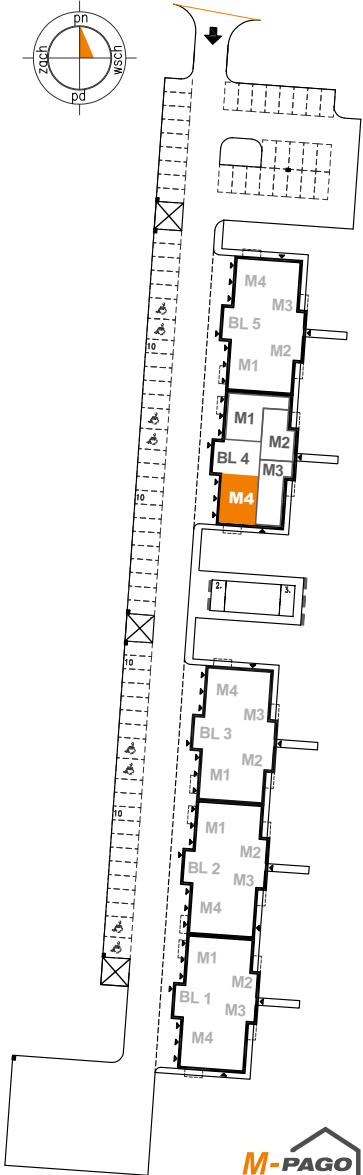 pn
zach
wsch
pd
M4
M3
BL 5
M2
M1
10
M1
M2
BL 4
M3
M4
10
2.
3.
10
M4
M3
BL 3
M2
M1
10
M1
M2
BL 2
M3
M4
M1
M2
BL 1
M3
M4
M-PAGO